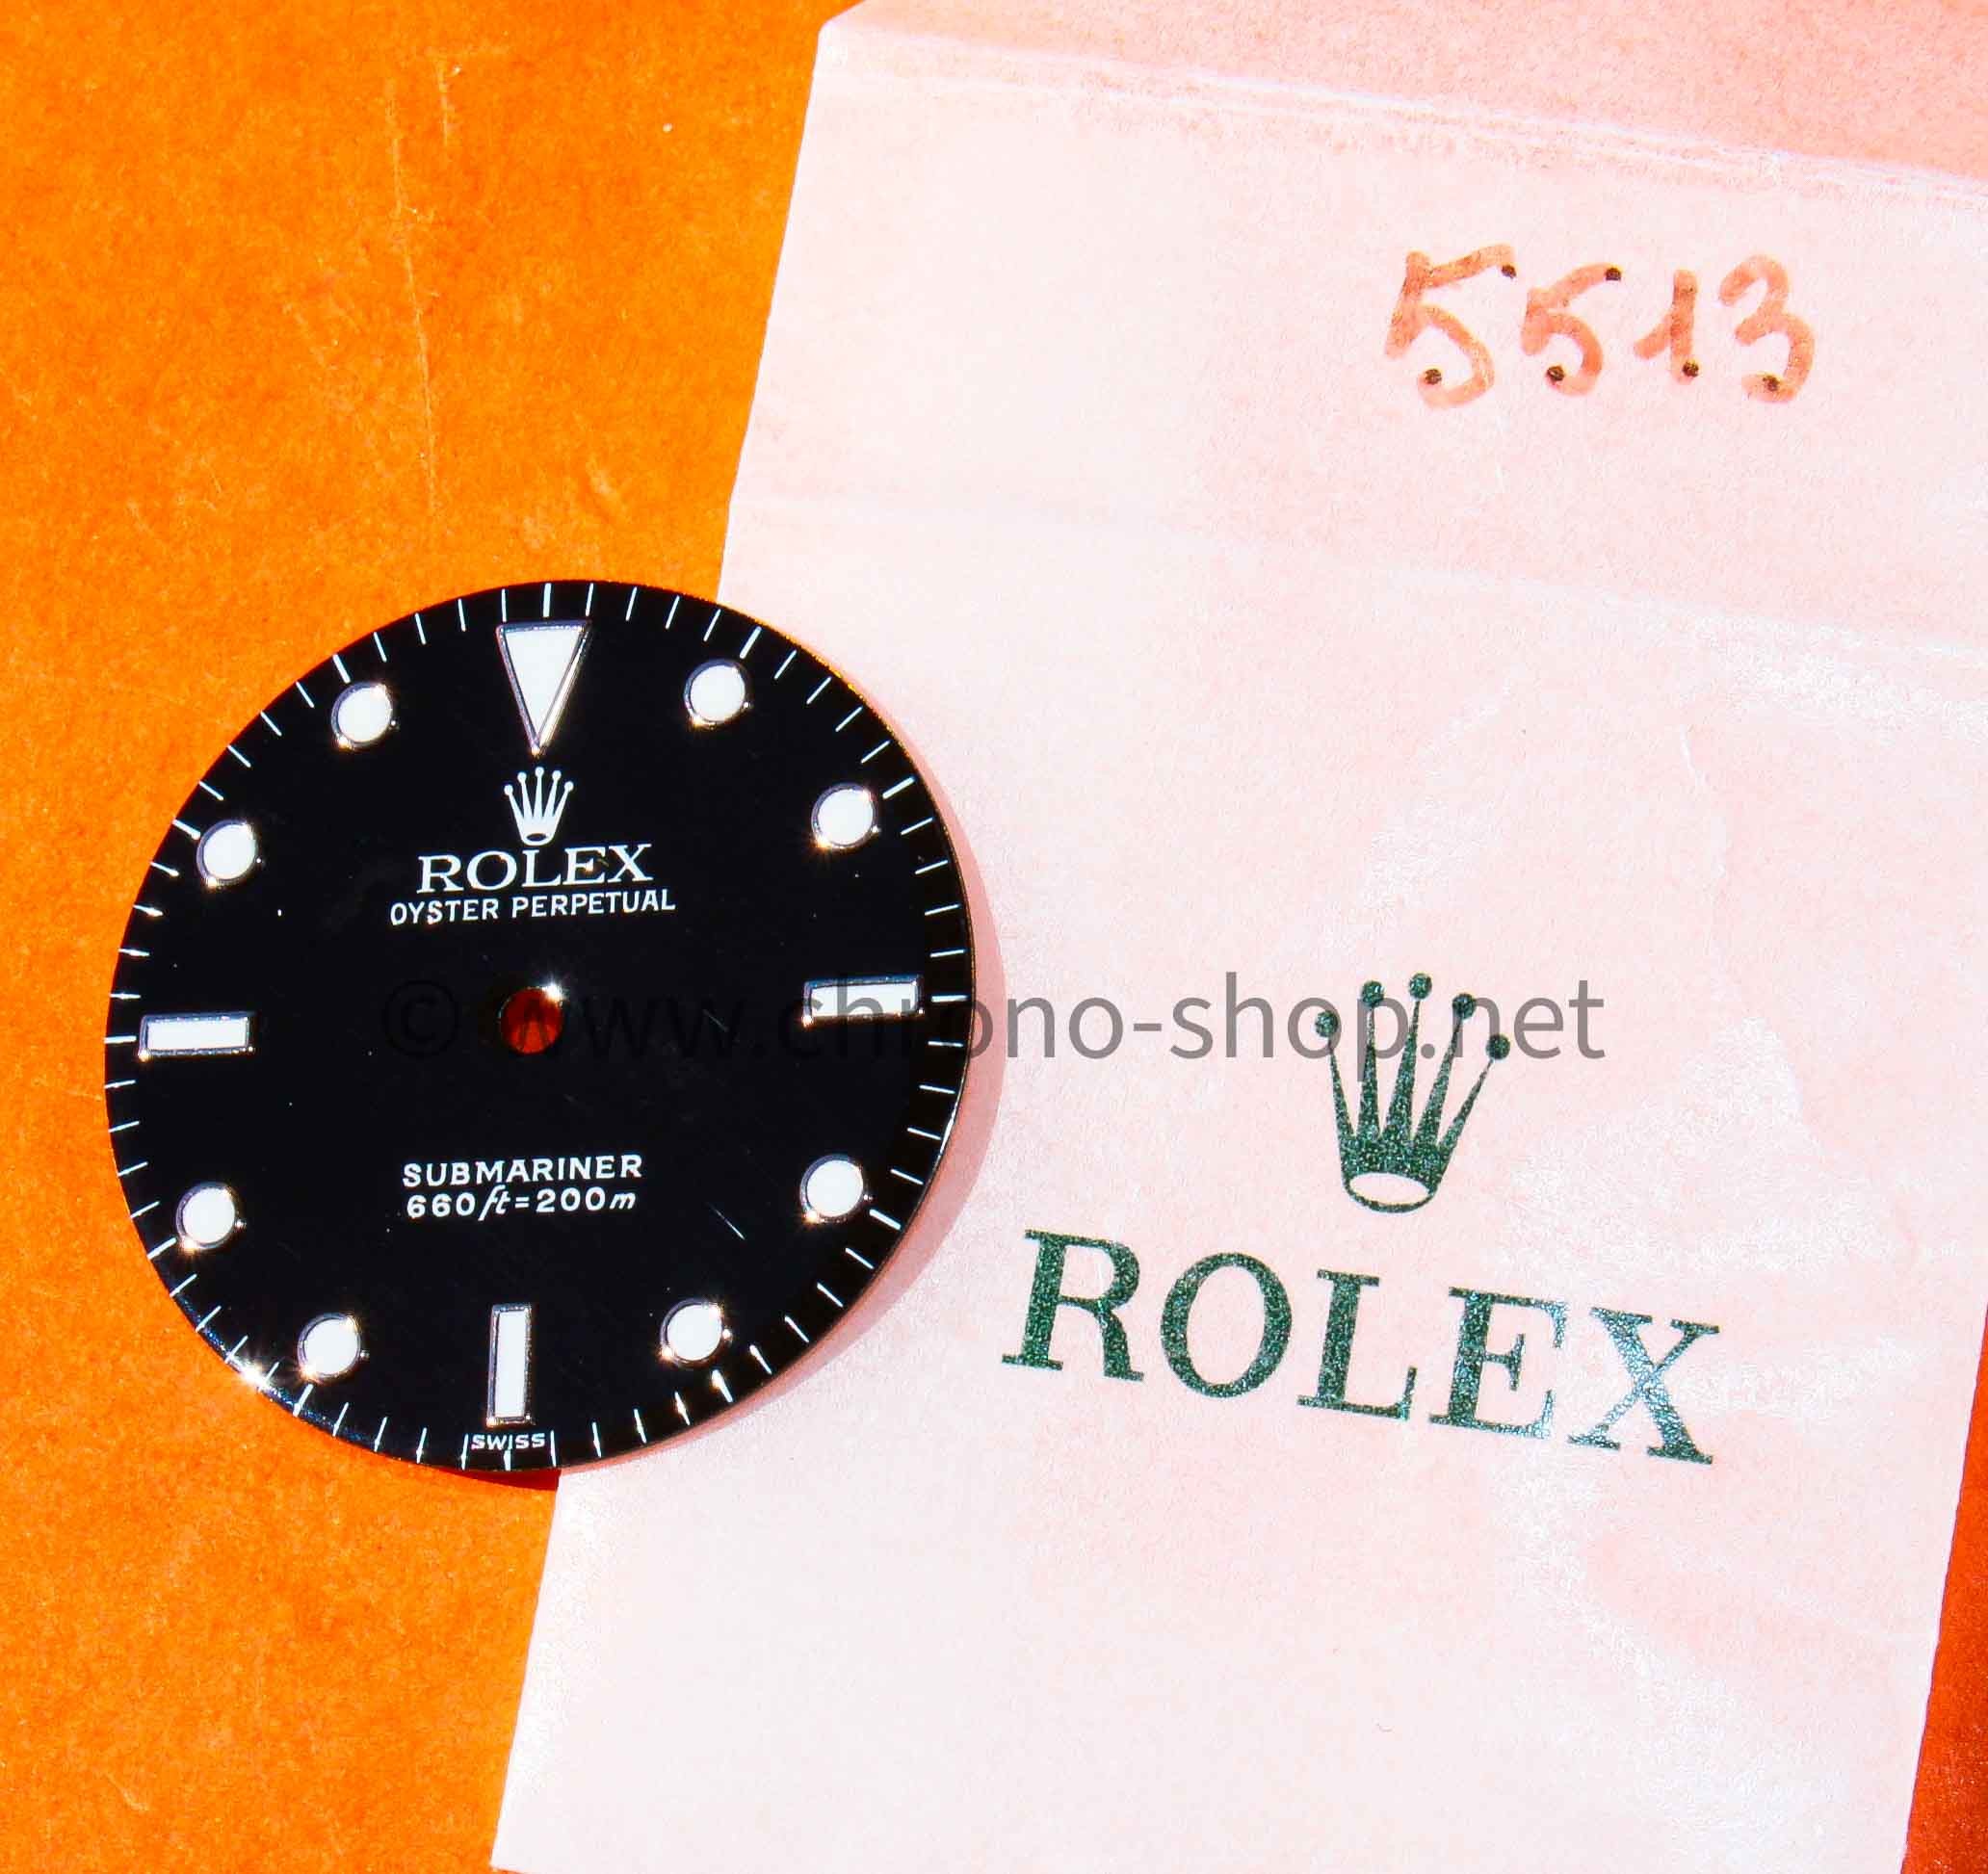 5513
ROLEX
OYSTER PERPETUAL
© www.chrono-shop.net
SUBMARINER
660ft=200m
SWISS
ROLEX